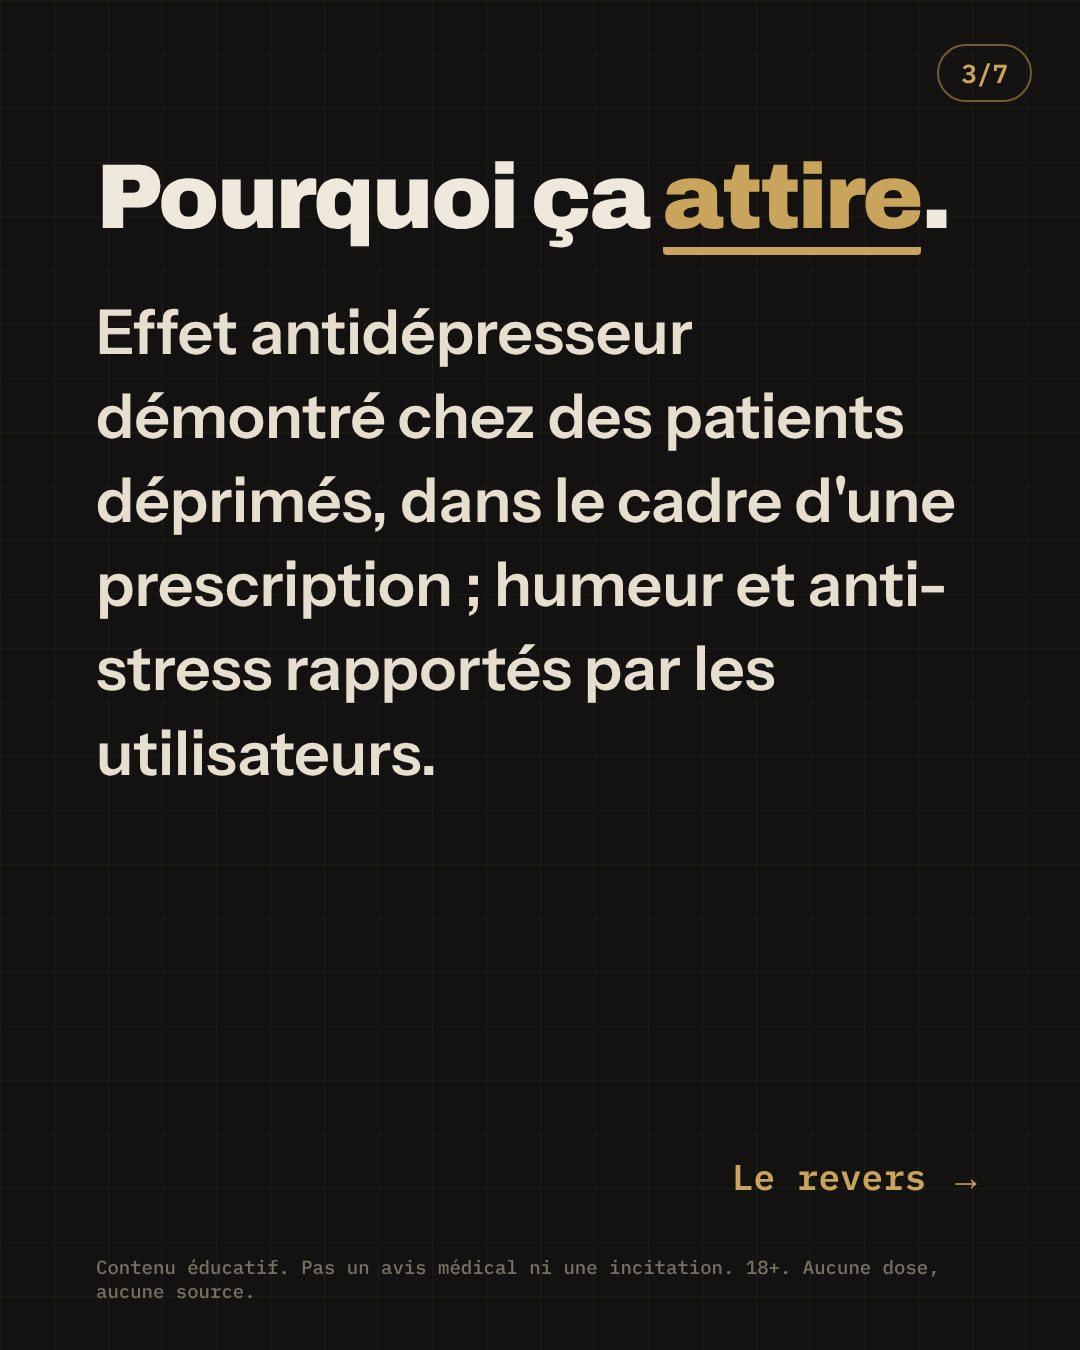 3/7
Pourquoi ça attire.
Effet antidépresseur
démontré chez des patients
déprimés, dans le cadre d'une
prescription ; humeur et anti-
stress rapportés par les
utilisateurs.
Le revers →
Contenu éducatif. Pas un avis médical ni une incitation. 18+. Aucune dose,
aucune source.